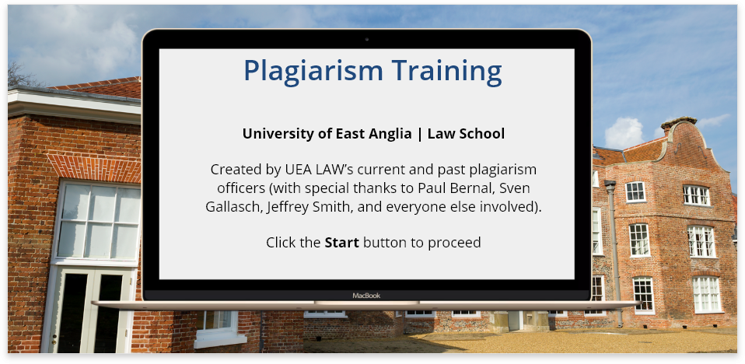 Plagiarism Training
University of East Anglia | Law School
Created by UEA LAW's current and past plagiarism
officers (with special thanks to Paul Bernal, Sven
Gallasch, Jeffrey Smith, and everyone else involved).
Click the Start button to proceed
MacBook